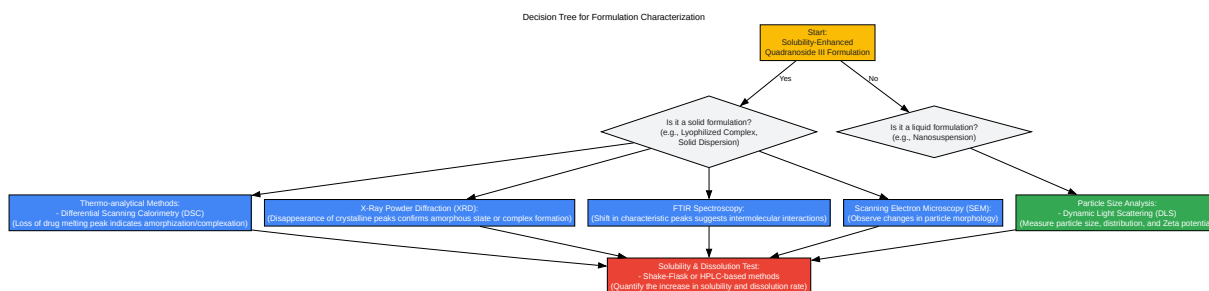 Decision Tree for Formulation Characterization
Start:
Solubility-Enhanced
Quadranoside III Formulation
Yes
No
Is it a solid formulation?
(e.g., Lyophilized Complex,
Solid Dispersion)
Is it a liquid formulation?
(e.g., Nanosuspension)
Thermo-analytical Methods:
- Differential Scanning Calorimetry (DSC)
(Loss of drug melting peak indicates amorphization/complexation)
X-Ray Powder Diffraction (XRD):
(Disappearance of crystalline peaks confirms amorphous state or complex formation)
FTIR Spectroscopy:
(Shift in characteristic peaks suggests intermolecular interactions)
Scanning Electron Microscopy (SEM):
(Observe changes in particle morphology)
Particle Size Analysis:
- Dynamic Light Scattering (DLS)
(Measure particle size, distribution, and Zeta potential
Solubility & Dissolution Test:
- Shake-Flask or HPLC-based methods
(Quantify the increase in solubility and dissolution rate)